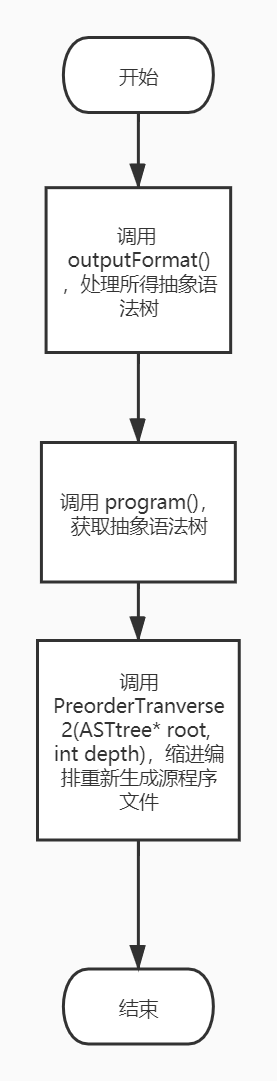 开始
调用
outputFormat()
，处理所得抽象语
法树
调用 program()，
获取抽象语法树
调用
PreorderTranverse
2(ASTtree* root,
int depth)，缩进编
排重新生成源程序
文件
结束